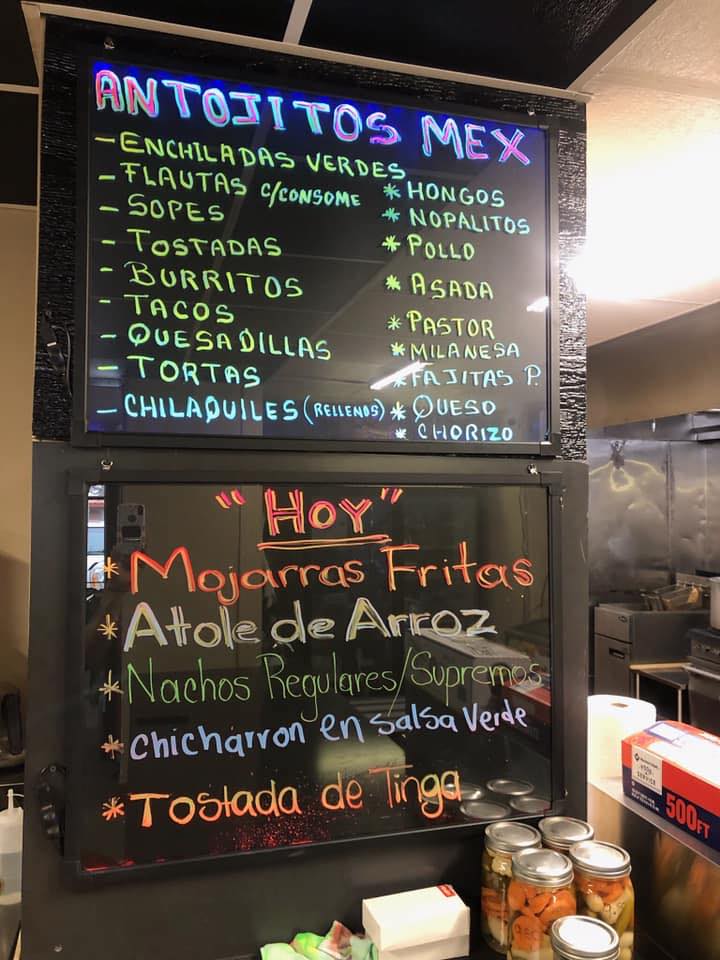 ANTOJITOS MEX
- ENCHILADAS VERDES
- FLAUTAS C/CONSOME
- SOPES
- TOSTADAS
- BURRITOS
- TACOS
- QUESADILLAS
- TORTAS
- CHILAQUILES (RELLENOS)
* HONGOS
* NOPALITOS
* POLLO
* ASADA
* PASTOR
* MILANESA
* FAJITAS P.
* QUESO
* CHORIZO
"HOY"
* Mojarras Fritas
* Atole de Arroz
* Nachos Regulares/Supremos
* Chicharron en salsa Verde
* Tostada de Tinga
500FT